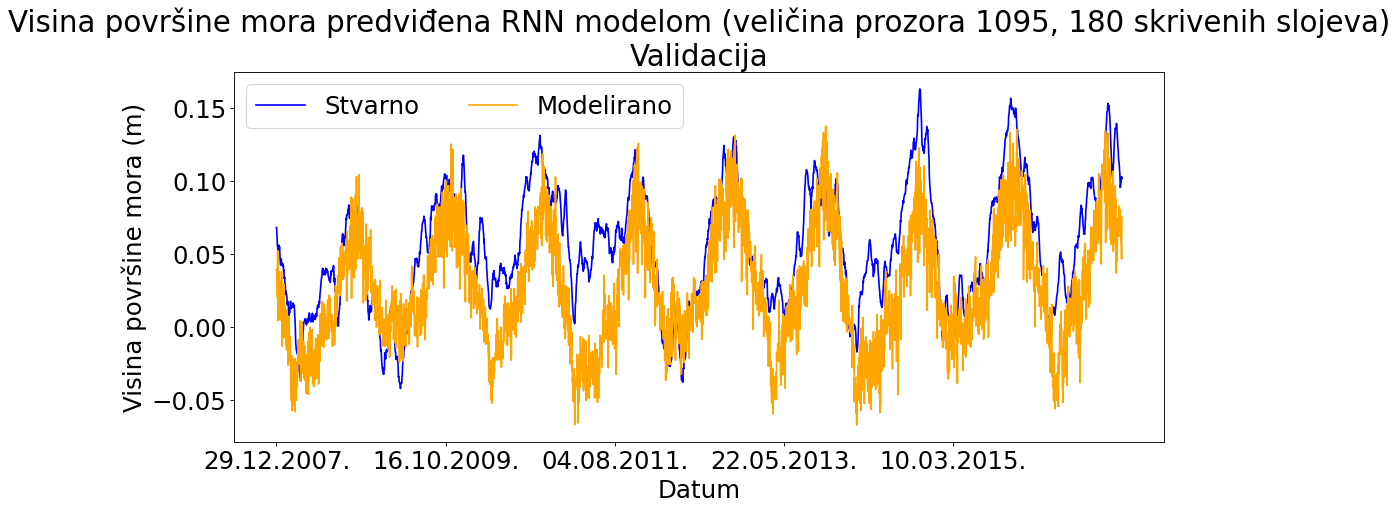 Visina površine mora predviđena RNN modelom (veličina prozora 1095, 180 skrivenih slojeva)
Validacija
Stvarno Modelirano
Visina površine mora (m)
0.15
0.10
0.05
0.00
−0.05
29.12.2007. 16.10.2009. 04.08.2011. 22.05.2013. 10.03.2015.
Datum